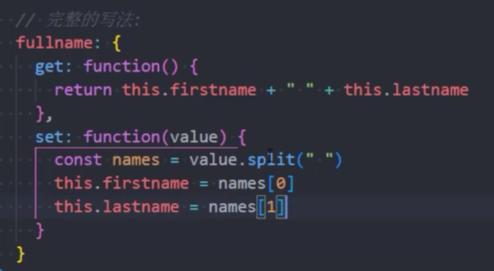 // 完整的写法:
fullname: {
get: function() {
return this.firstname + " " + this.lastname
},
set: function(value) {
const names = value.split(" ")
this.firstname = names[0]
this.lastname = names[1]
}
}